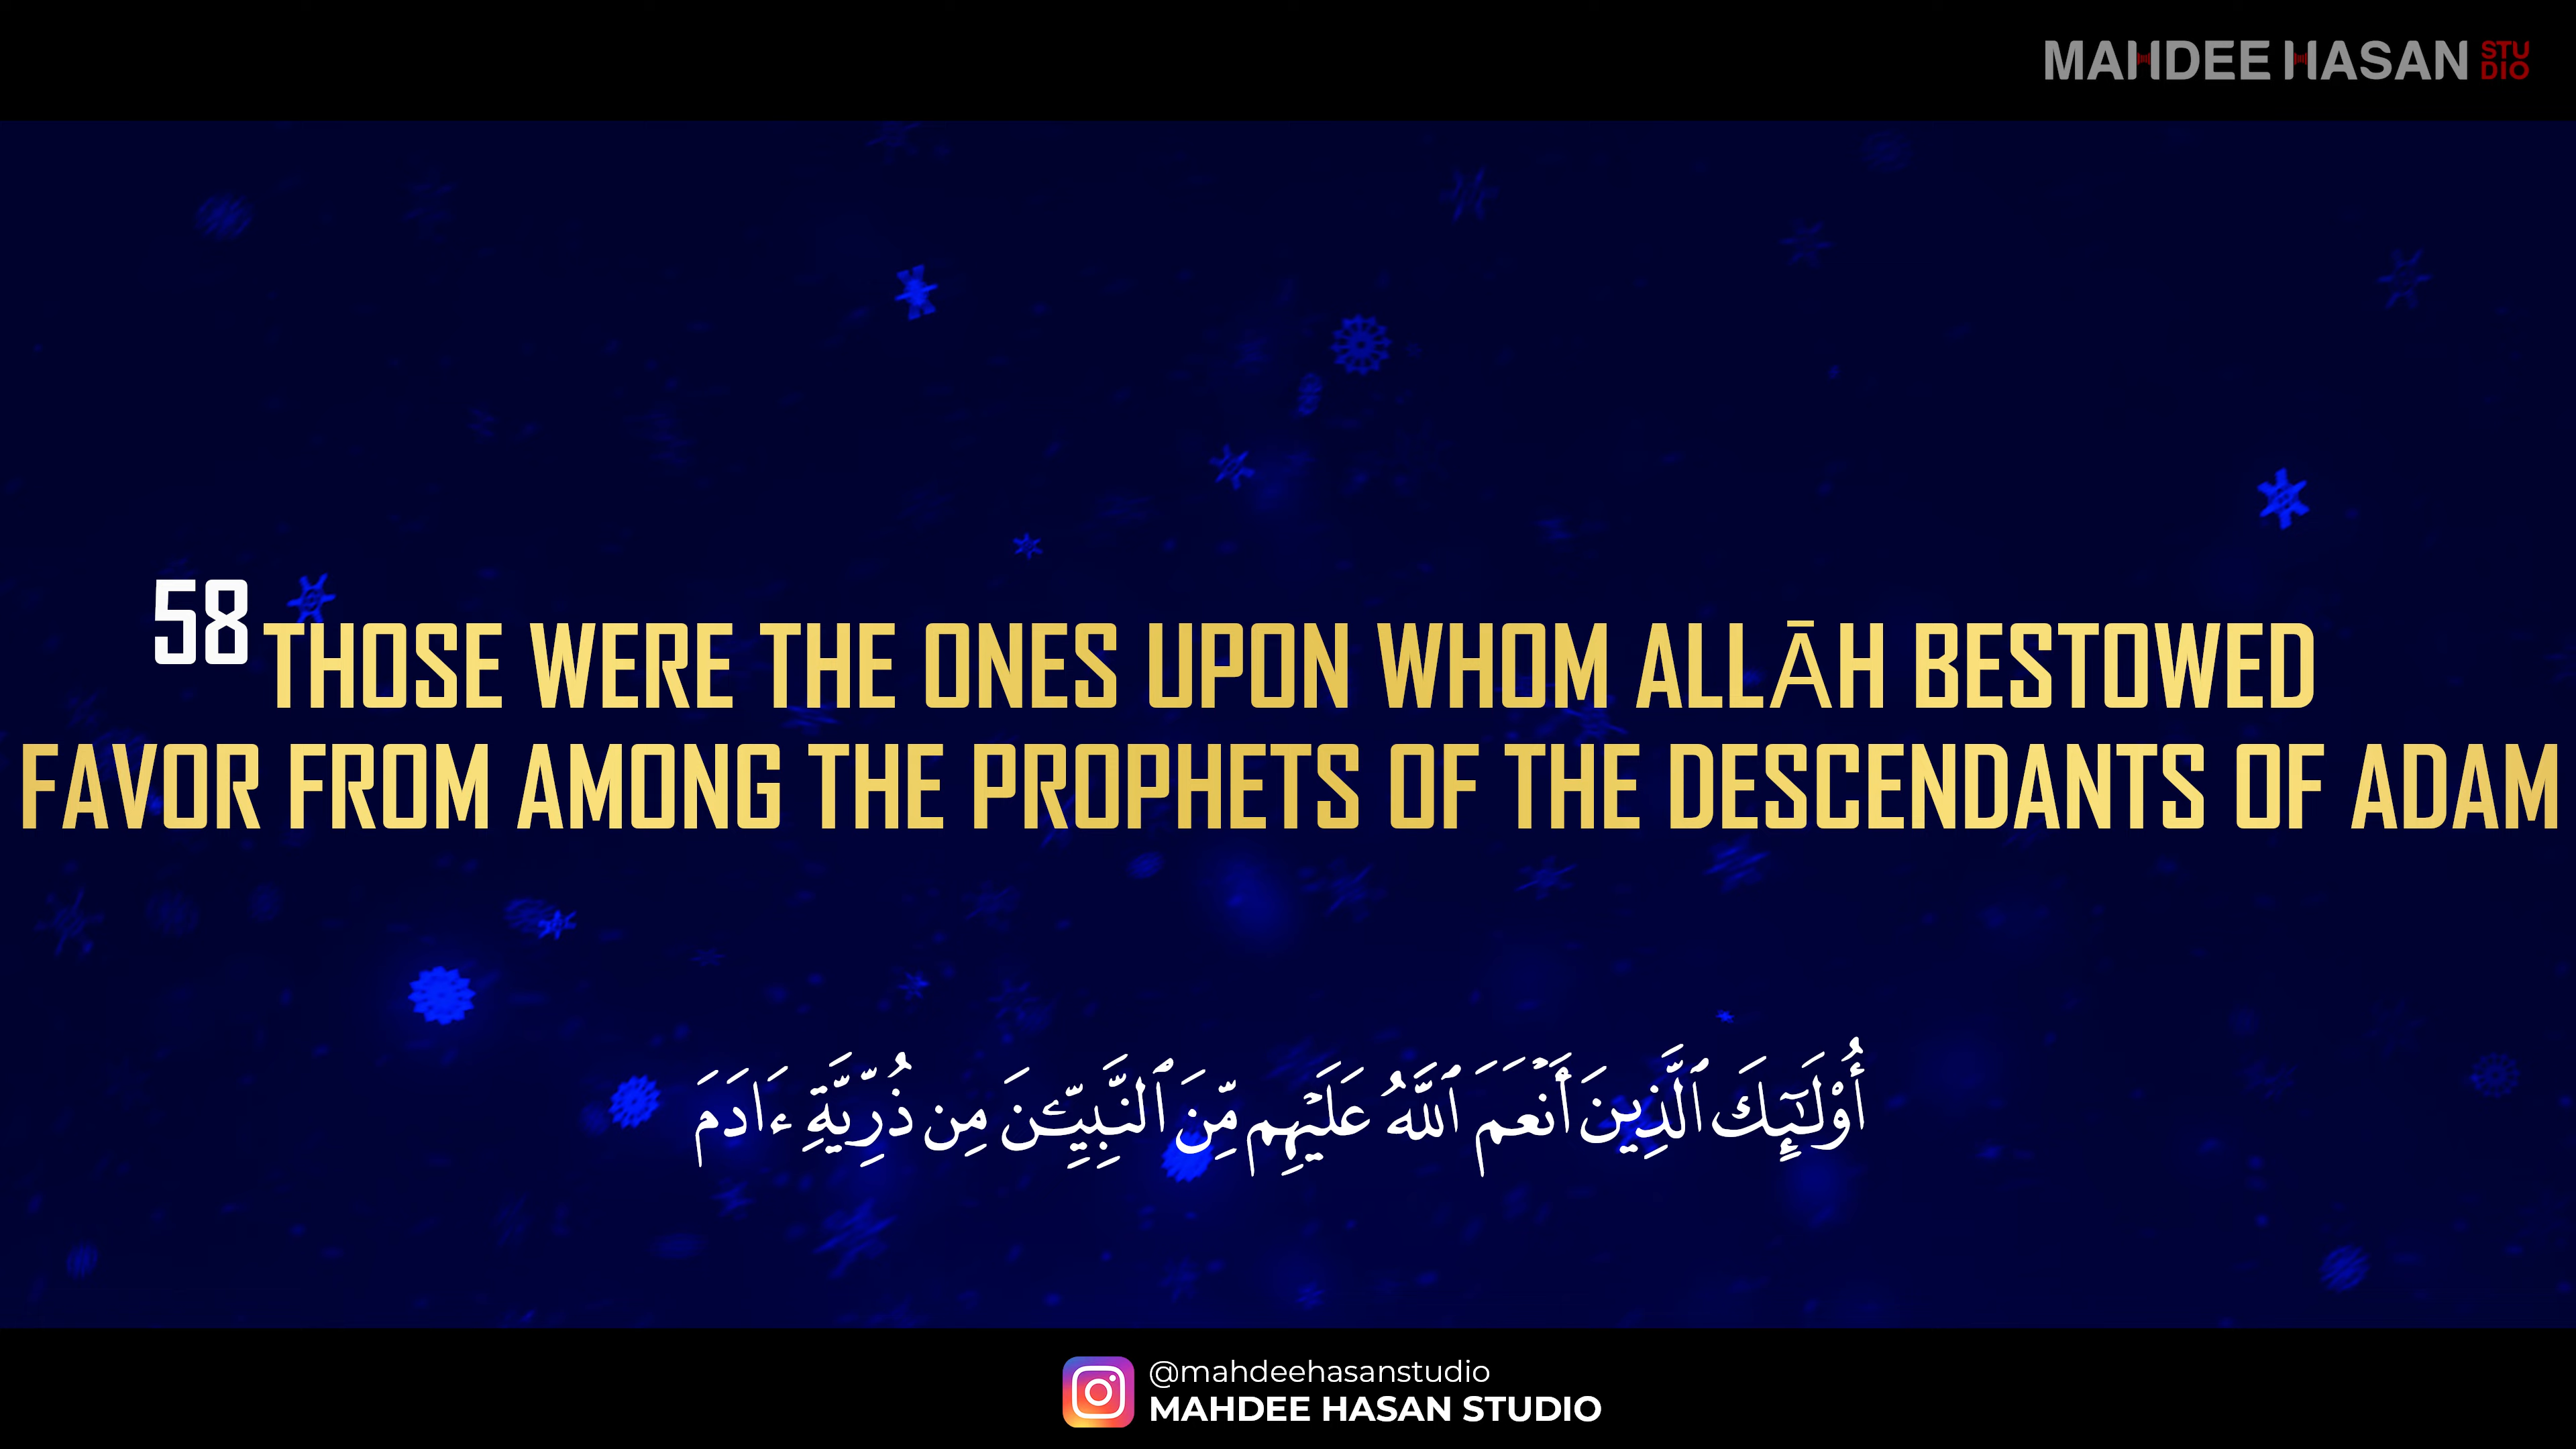 MAHDEE HASAN STUDIO
58 THOSE WERE THE ONES UPON WHOM ALLĀH BESTOWED
FAVOR FROM AMONG THE PROPHETS OF THE DESCENDANTS OF ADAM
أُوْلَـٰٓئِكَ ٱلَّذِينَ أَنۡعَمَ ٱللَّهُ عَلَيۡهِم مِّنَ ٱلنَّبِيِّـۧنَ مِن ذُرِّيَّةِ ءَادَمَ
@mahdeehasanstudio
MAHDEE HASAN STUDIO